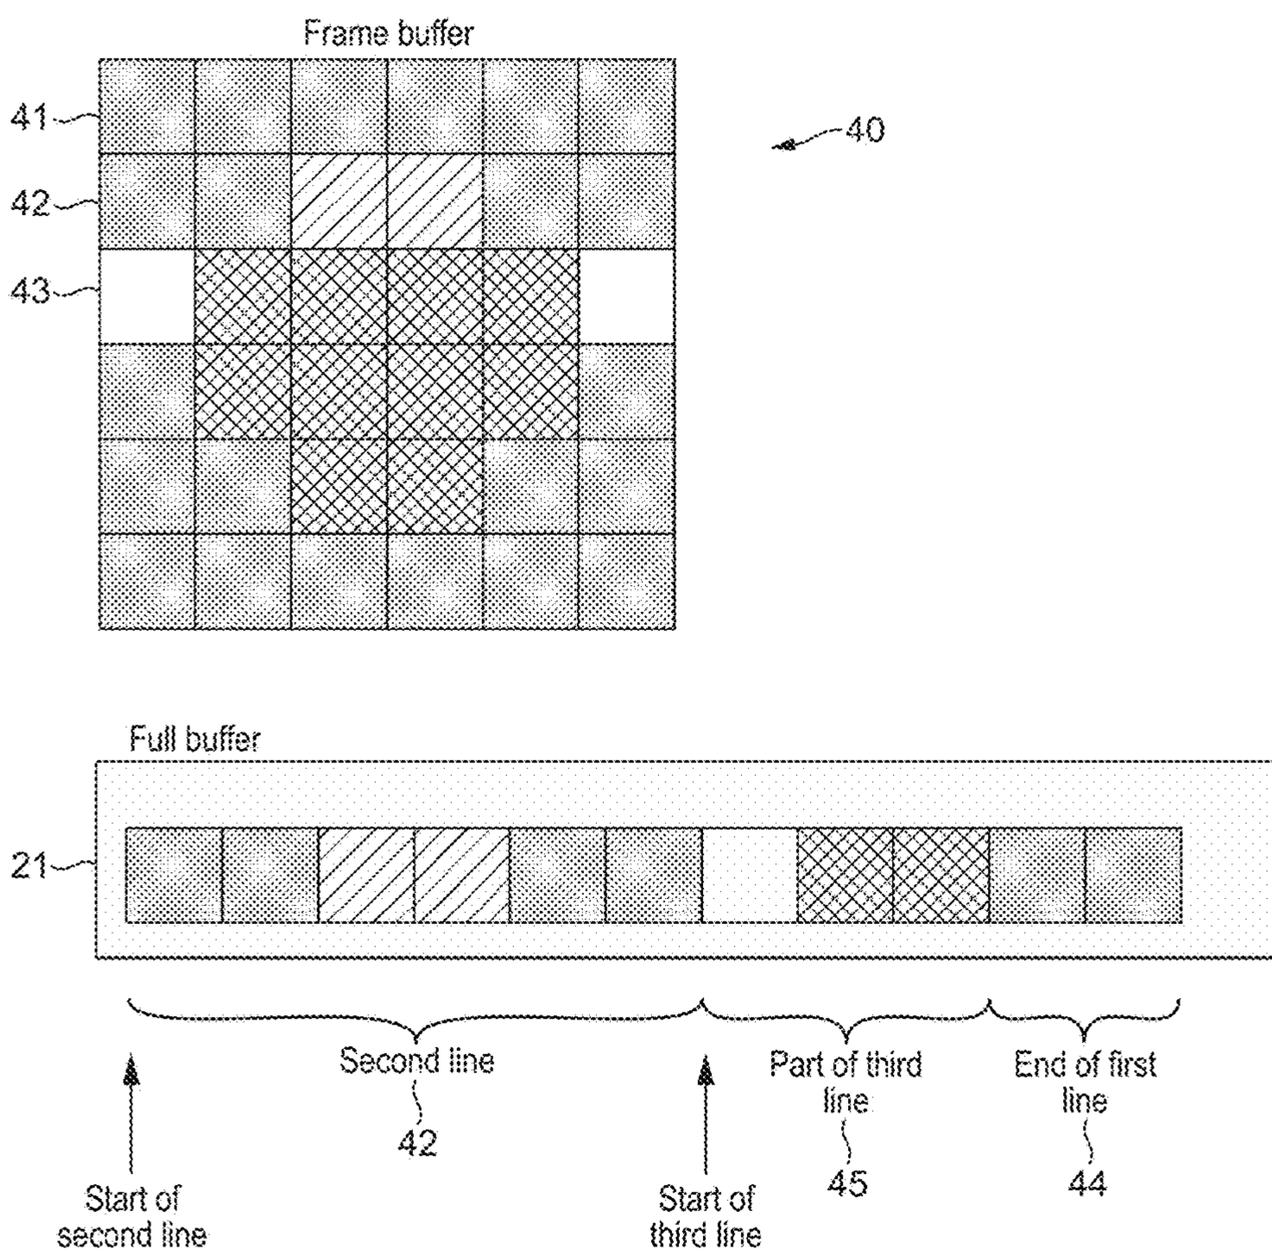 Frame buffer
41
40
42
43
Full buffer
21
Second line
42
Part of third
line
45
End of first
line
44
Start of
second line
Start of
third line